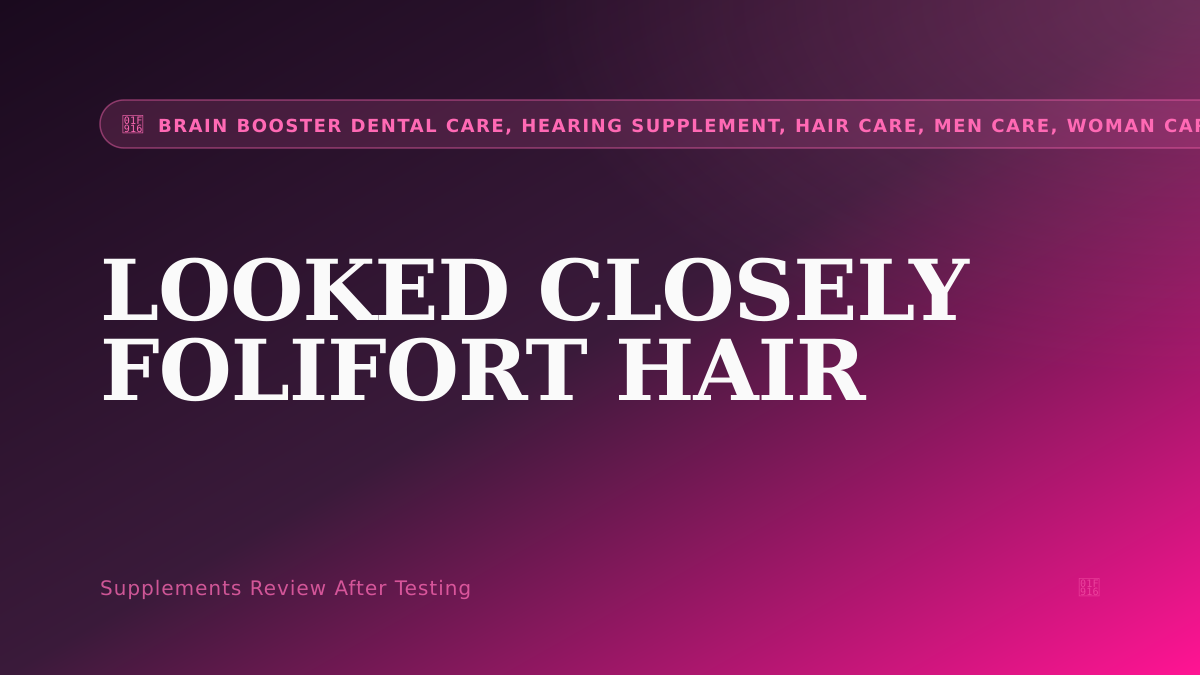 BRAIN BOOSTER DENTAL CARE, HEARING SUPPLEMENT, HAIR CARE, MEN CARE, WOMAN
LOOKED CLOSELY
FOLIFORT HAIR
Supplements Review After Testing